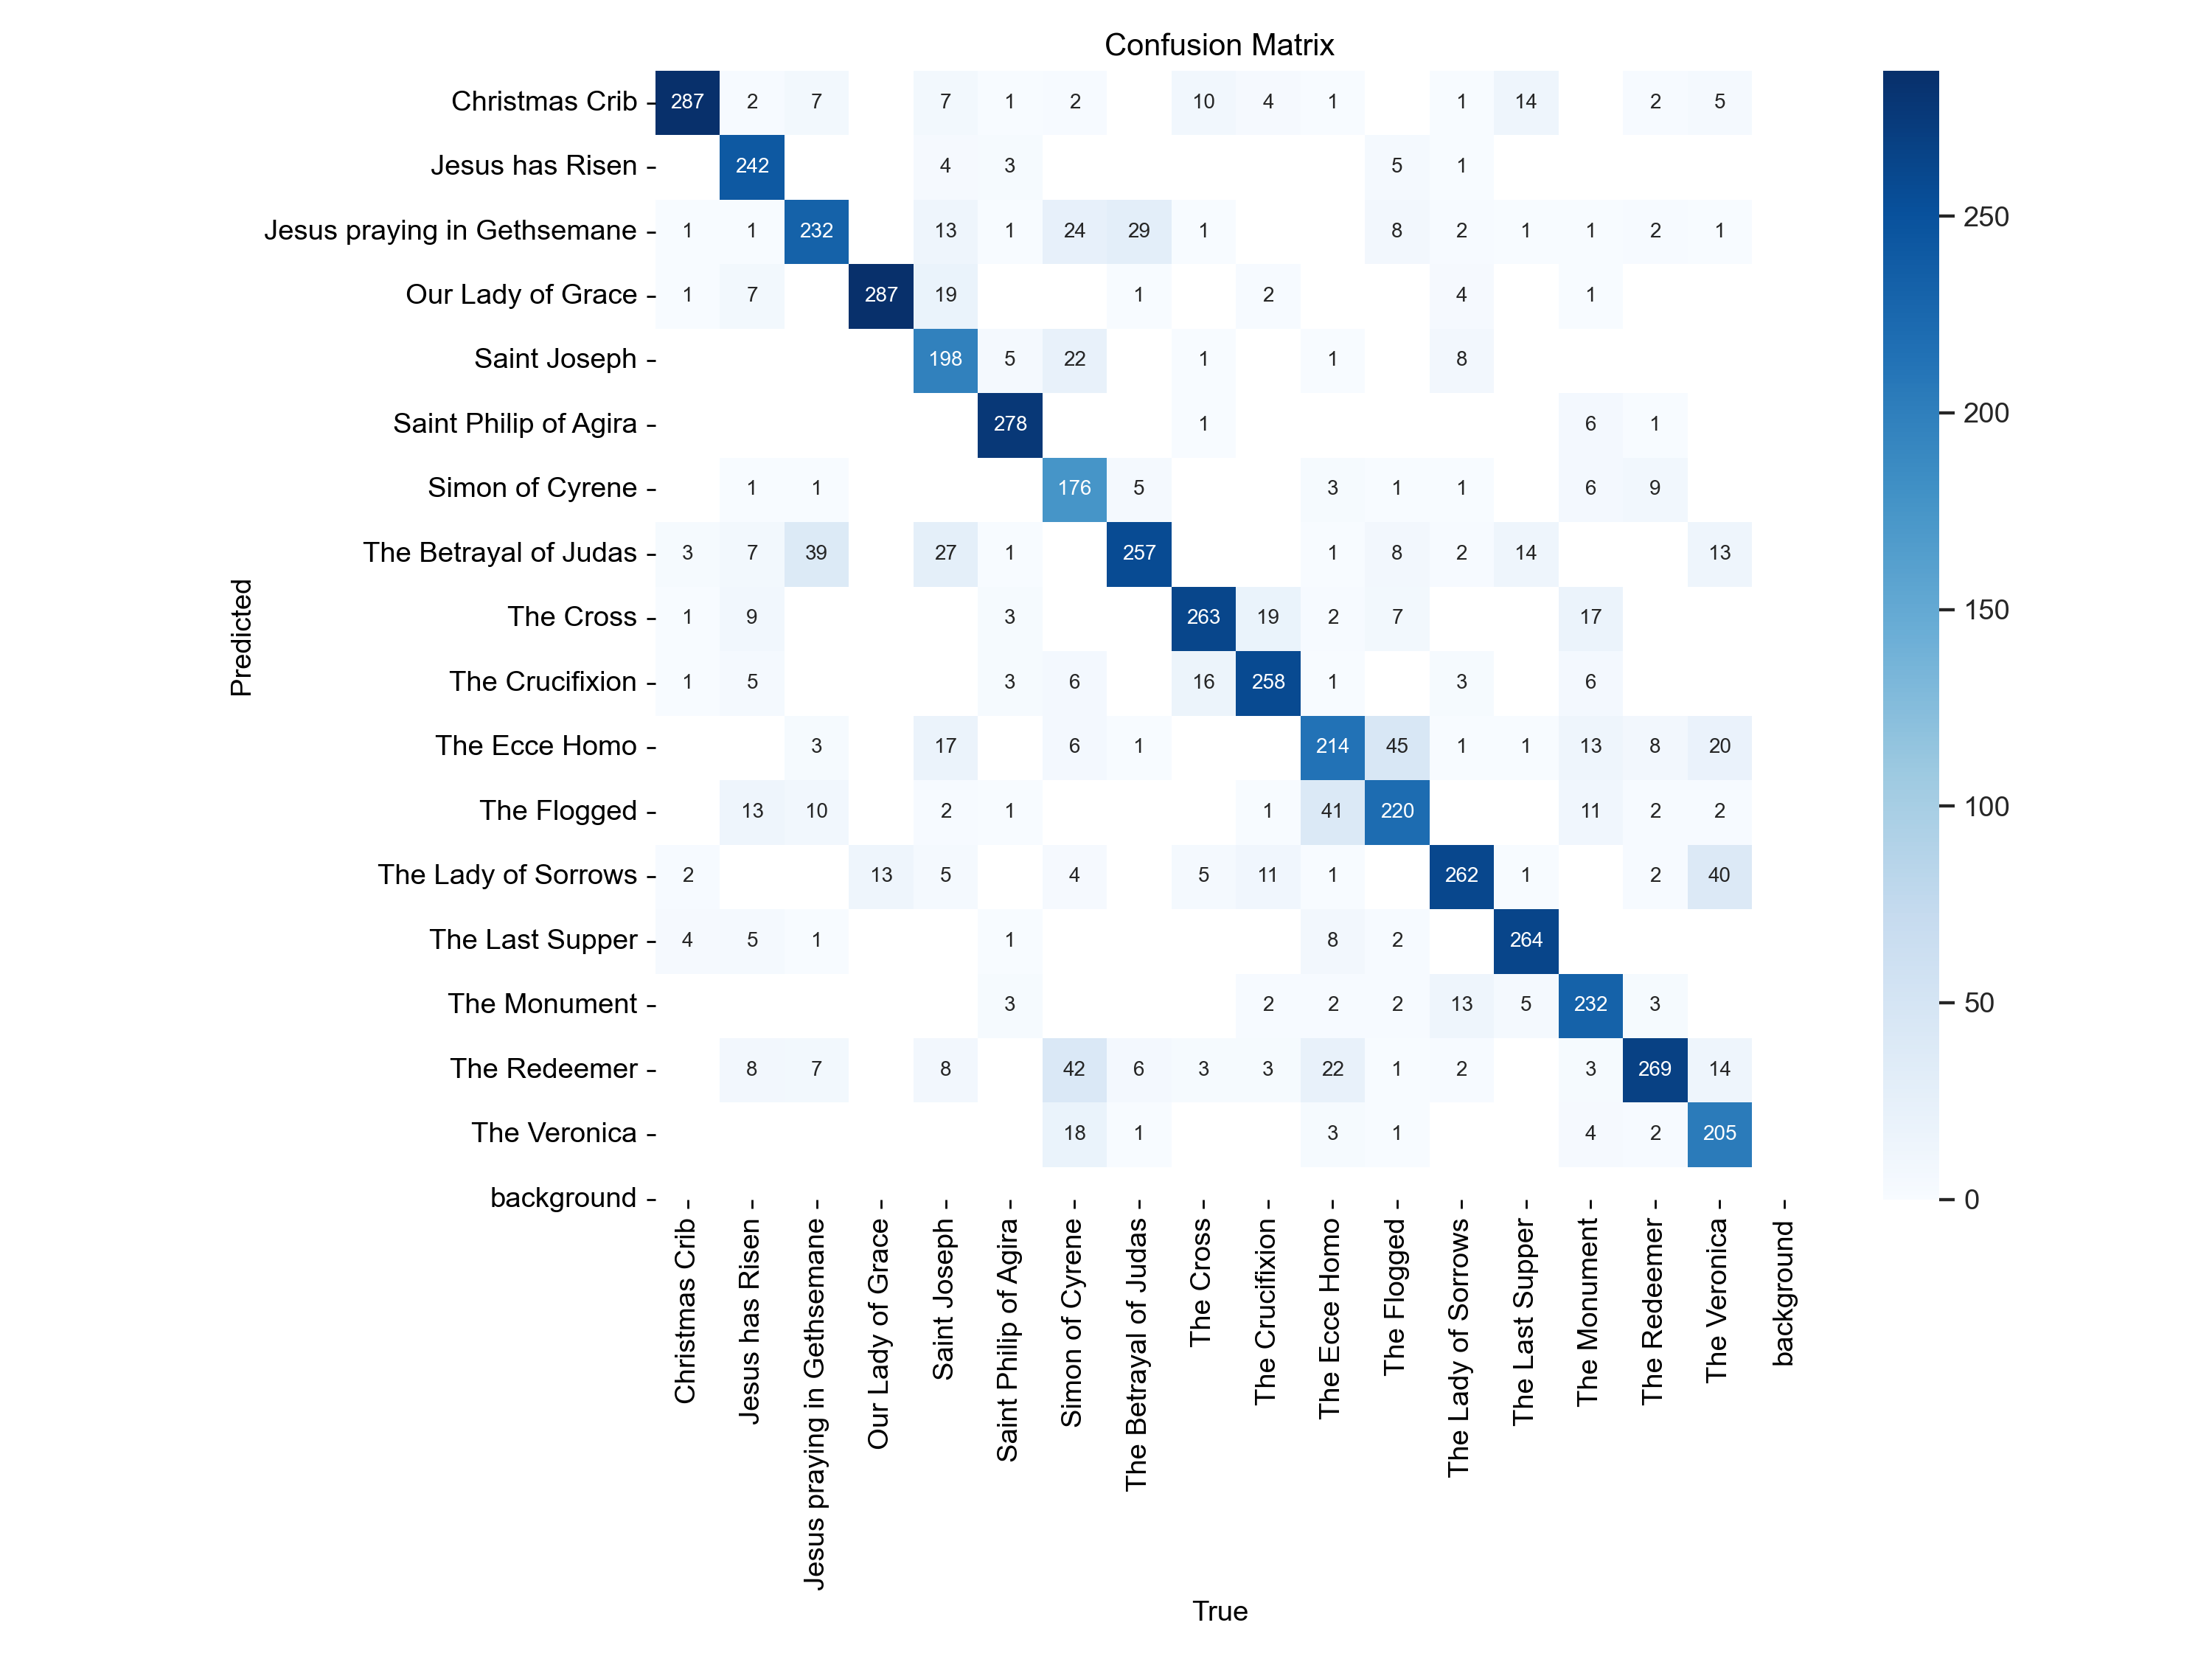 Confusion Matrix
Christmas Crib 287 2 7 7 1 2 10 4 1 1 14 2 5
Jesus has Risen 242 4 3 5 1
Jesus praying in Gethsemane 1 1 232 13 1 24 29 1 8 2 1 1 2 1
Our Lady of Grace 1 7 287 19 1 2 4 1
Saint Joseph 198 5 22 1 1 8
Saint Philip of Agira 278 1 6 1
Simon of Cyrene 1 1 176 5 3 1 1 6 9
The Betrayal of Judas 3 7 39 27 1 257 1 8 2 14 13
The Cross 1 9 3 263 19 2 7 17
The Crucifixion 1 5 3 6 16 258 1 3 6
The Ecce Homo 3 17 6 1 214 45 1 1 13 8 20
The Flogged 13 10 2 1 1 41 220 11 2 2
The Lady of Sorrows 2 13 5 4 5 11 1 262 1 2 40
The Last Supper 4 5 1 1 8 2 264
The Monument 3 2 2 2 13 5 232 3
The Redeemer 8 7 8 42 6 3 3 22 1 2 3 269 14
The Veronica 18 1 3 1 4 2 205
background
Predicted
Christmas Crib
Jesus has Risen
Jesus praying in Gethsemane
Our Lady of Grace
Saint Joseph
Saint Philip of Agira
Simon of Cyrene
The Betrayal of Judas
The Cross
The Crucifixion
The Ecce Homo
The Flogged
The Lady of Sorrows
The Last Supper
The Monument
The Redeemer
The Veronica
background
True
250
200
150
100
50
0